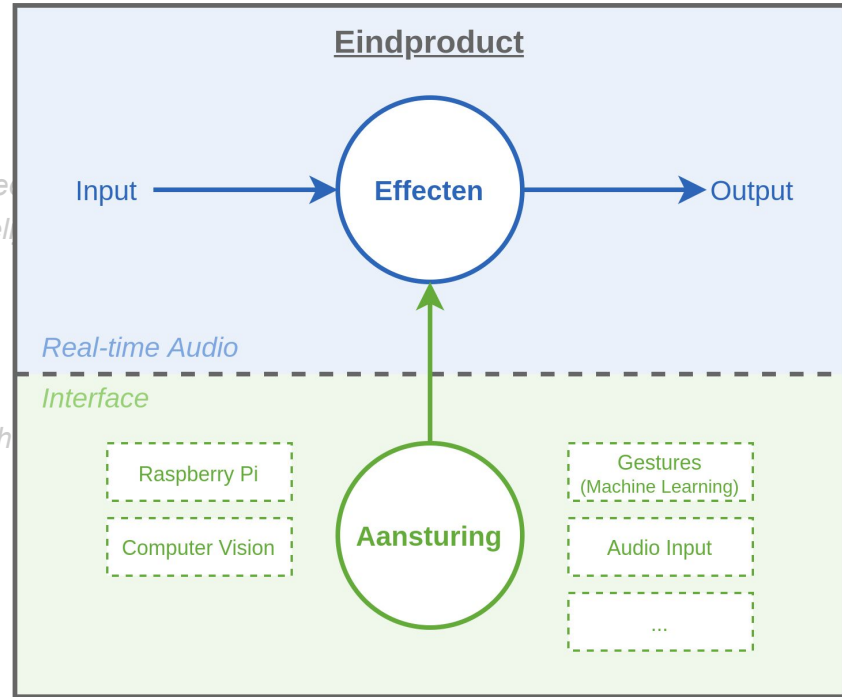 Eindproduct
Input
Effecten
Output
Real-time Audio
Interface
Raspberry Pi
Computer Vision
Aansturing
Gestures
(Machine Learning)
Audio Input
...